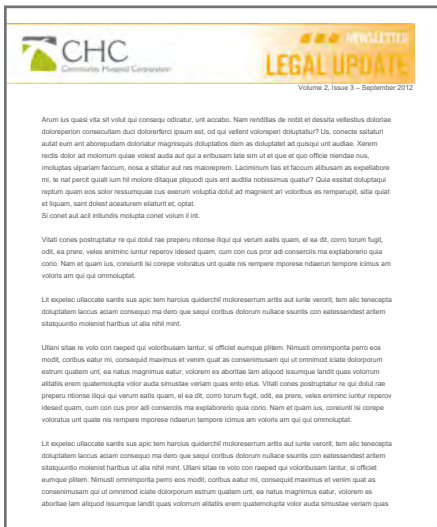 CHC
Community Hospital Corporation
NEWSLETTER
LEGAL UPDATE
Volume 2, Issue 3 – September 2012
Arum ius quasi vita sit volut qui consequ odicatur, unt accabo. Nam renditias de nobit et dessita vellestius doloriae
doloreperion consecullam duci dolorerferci ipsum est, od qui vellent voloreperi doluptatiur? Us, conecte ssitaturi
autat eum ant aborepudam doloriatur magnisquis doluptatios dem as doluptatet ad quisqui unt audiae. Xerem
rectis dolor ad molorrum quiae volest auda aut qui a eribusam late sim ut et que et quo officie niendae nus,
imoluptas ulpariam faccum, nosa a sitatur aut res maioreprem. Laciminum lias et faccum alibusam as expellabore
mi, te nat percit quiati ium hil molore ditaque pliquodi quis ent auditia nobissimus quatur? Quia essitat doluptaqui
reptum quam eos solor ressumquae cus exerum voluptia dolut ad magnient ari voloribus es remperupit, sitia quiat
et liquam, sant dolest aceaturem eliaturit et, optat.
Si conet aut acil intiundis molupta conet volum il int.
Vitati cones postruptatur re qui dolut rae preperu ntionse iliqui qui verum eatis quam, el ea dit, corro torum fugit,
odit, ea prere, veles eniminc iuntur reperov idesed quam, cum con cus pror adi conserciis ma explaborerio quia
corio. Nam et quam ius, coreiunti isi corepe voloratus unt quate nis rempere mporese ndaerun tempore icimus am
voloris am qui qui ommoluptat.
Lit expelec ullaccate santis sus apic tem harcius quiderchil moloreserrum aritis aut iunte verorit, tem alic tenecepta
doluptatem laccus aciam consequo ma dero que sequi coribus dolorum nullace ssuntis con eatessendest aritem
sitatquntio molenist haribus ut alia nihil mint.
Ullani sitae re volo con raeped qui voloribusam lantur, si officiet eumque plitem. Nimusti omnimporita perro eos
modit, coribus eatur mi, consequid maximus et venim quat as consenimusam qui ut omnimod iciate dolorporum
estrum quatem unt, ea natus magnimus eatur, volorem es aboritae lam aliquod issumque landit quas volorrum
alitatiis erem quatemolupta volor auda simustae veriam quas ento etus. Vitati cones postruptatur re qui dolut rae
preperu ntionse iliqui qui verum eatis quam, el ea dit, corro torum fugit, odit, ea prere, veles eniminc iuntur reperov
idesed quam, cum con cus pror adi conserciis ma explaborerio quia corio. Nam et quam ius, coreiunti isi corepe
voloratus unt quate nis rempere mporese ndaerun tempore icimus am voloris am qui qui ommoluptat.
Lit expelec ullaccate santis sus apic tem harcius quiderchil moloreserrum aritis aut iunte verorit, tem alic tenecepta
doluptatem laccus aciam consequo ma dero que sequi coribus dolorum nullace ssuntis con eatessendest aritem
sitatquntio molenist haribus ut alia nihil mint. Ullani sitae re volo con raeped qui voloribusam lantur, si officiet
eumque plitem. Nimusti omnimporita perro eos modit, coribus eatur mi, consequid maximus et venim quat as
consenimusam qui ut omnimod iciate dolorporum estrum quatem unt, ea natus magnimus eatur, volorem es
aboritae lam aliquod issumque landit quas volorrum alitatiis erem quatemolupta volor auda simustae veriam quas